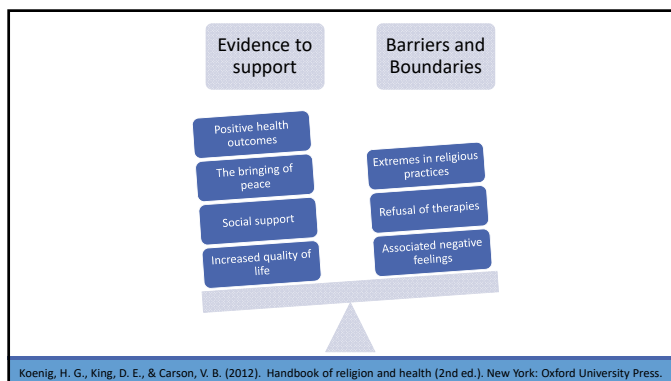 Evidence to
support
Barriers and
Boundaries
Positive health
outcomes
The bringing of
peace
Social support
Increased quality of
life
Extremes in religious
practices
Refusal of therapies
Associated negative
feelings
Koenig, H. G., King, D. E., & Carson, V. B. (2012).  Handbook of religion and health (2nd ed.). New York: Oxford University Press.